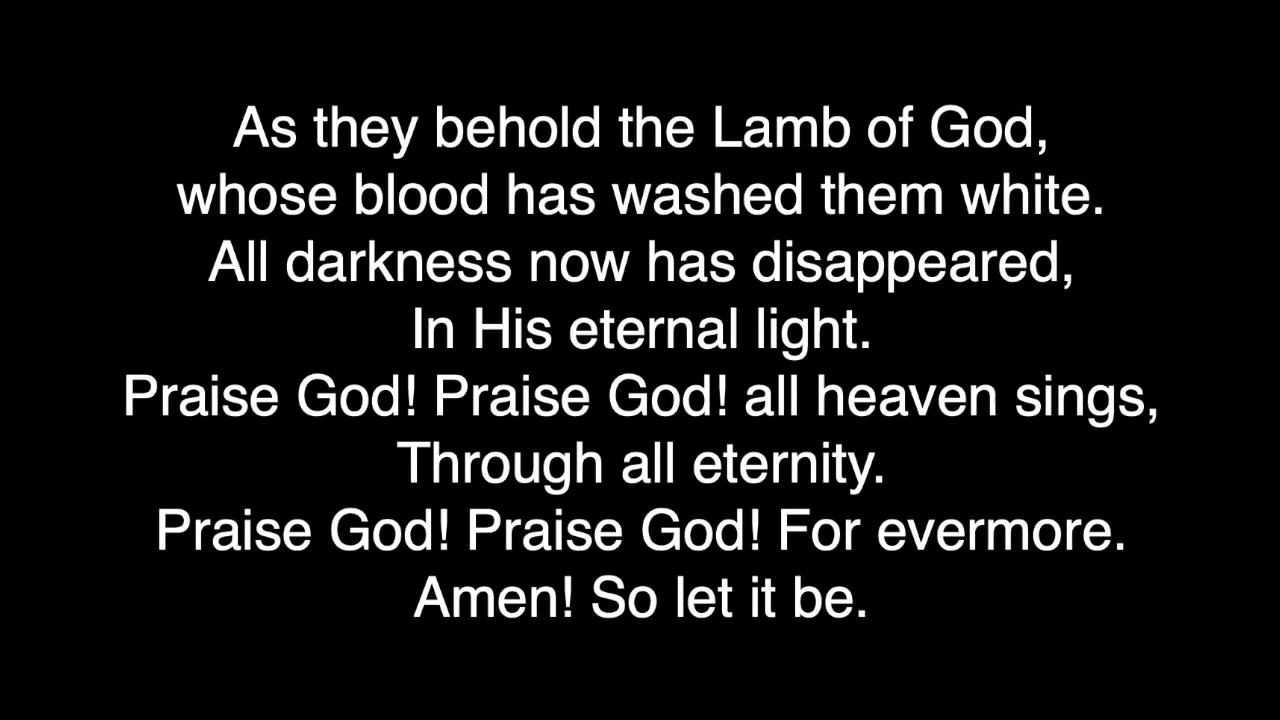 As they behold the Lamb of God,
whose blood has washed them white.
All darkness now has disappeared,
In His eternal light.
Praise God! Praise God! all heaven sings,
Through all eternity.
Praise God! Praise God! For evermore.
Amen! So let it be.